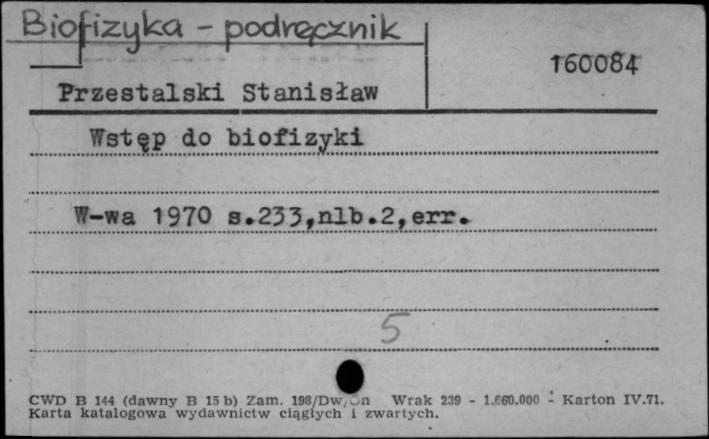 Biofizyka - podręcznik
160084
Przestalski Stanisław
Wstęp do biofizyki
W-wa 1970 s.233,nlb.2,err.
5
CWD B 144 (dawny B 15 b) Zam. 198/Dw/ Wrak 239 - 1.660.000 - Karton IV.71.
Karta katalogowa wydawnictw ciągłych i zwartych.